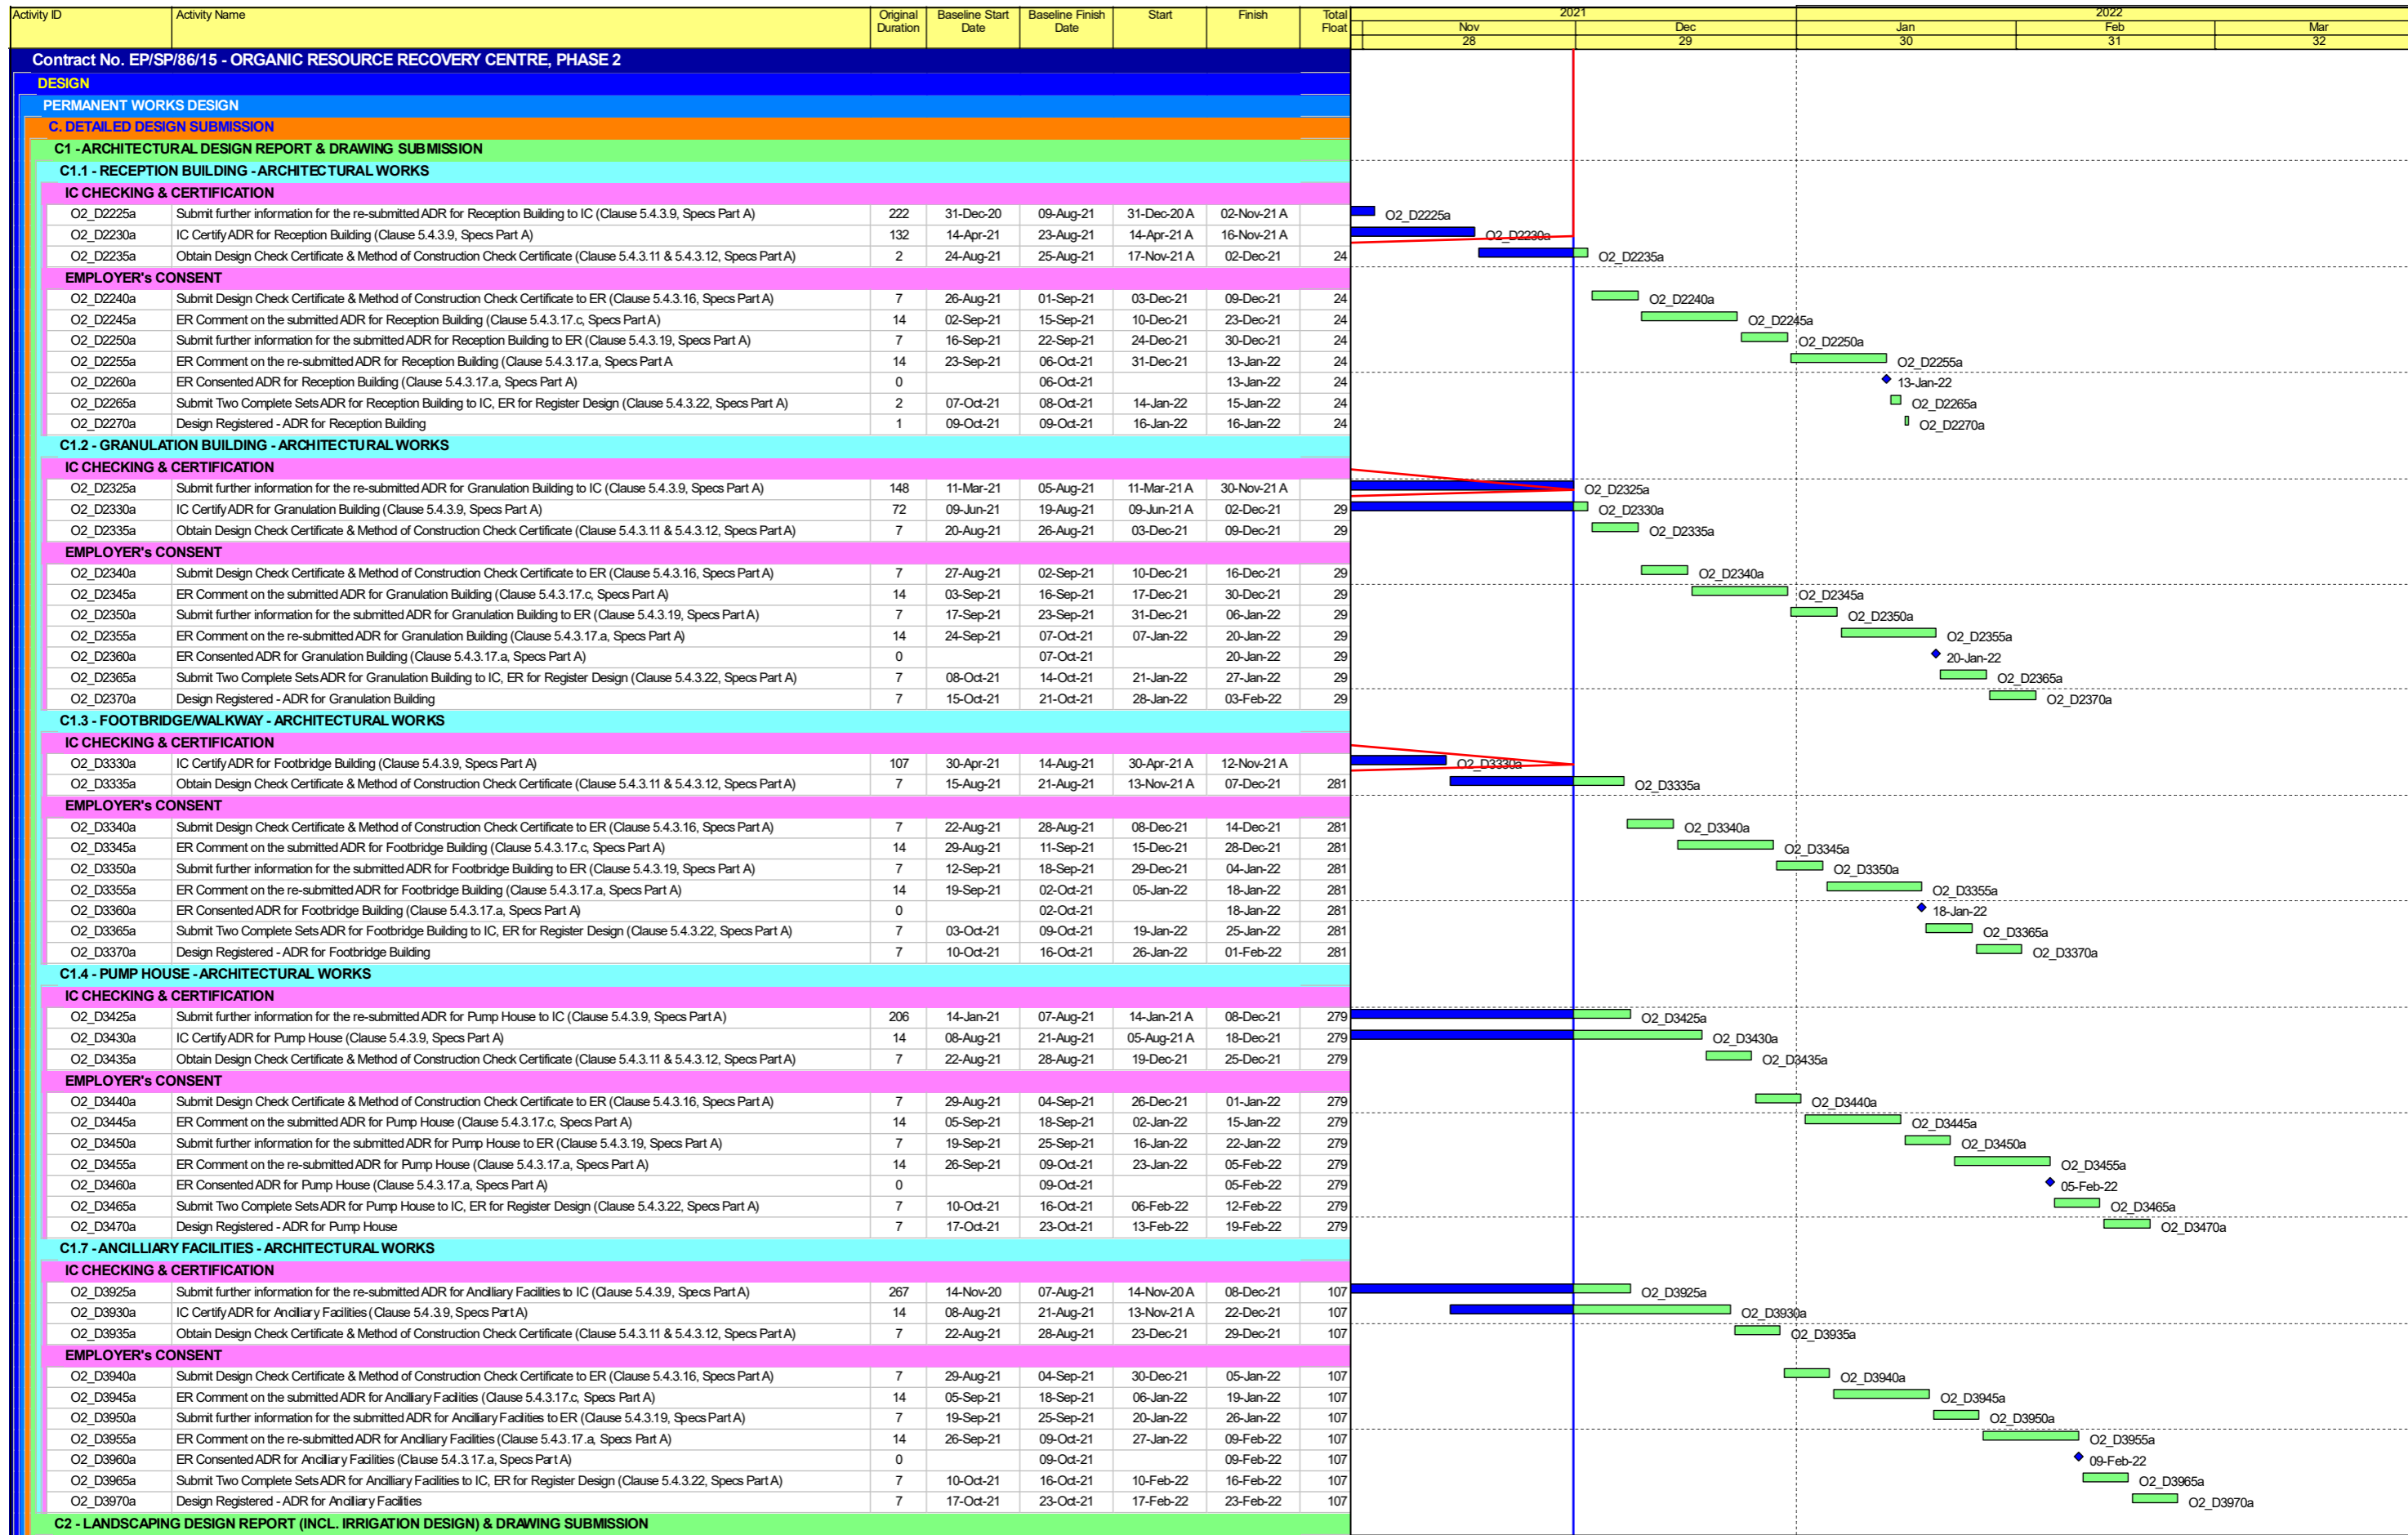 Activity ID Activity Name Original Duration Baseline Start Date Baseline Finish Date Start Finish Total Float 2021 2022
Nov Dec Jan Feb Mar
28 29 30 31 32
Contract No. EP/SP/86/15 - ORGANIC RESOURCE RECOVERY CENTRE, PHASE 2
DESIGN
PERMANENT WORKS DESIGN
C. DETAILED DESIGN SUBMISSION
C1 - ARCHITECTURAL DESIGN REPORT & DRAWING SUBMISSION
C1.1 - RECEPTION BUILDING - ARCHITECTURAL WORKS
IC CHECKING & CERTIFICATION
O2_D2225a Submit further information for the re-submitted ADR for Reception Building to IC (Clause 5.4.3.9, Specs Part A) 222 31-Dec-20 09-Aug-21 31-Dec-20 A 02-Nov-21 A O2_D2225a
O2_D2230a IC Certify ADR for Reception Building (Clause 5.4.3.9, Specs Part A) 132 14-Apr-21 23-Aug-21 14-Apr-21 A 16-Nov-21 A O2_D2230a
O2_D2235a Obtain Design Check Certificate & Method of Construction Check Certificate (Clause 5.4.3.11 & 5.4.3.12, Specs Part A) 2 24-Aug-21 25-Aug-21 17-Nov-21 A 02-Dec-21 24 O2_D2235a
EMPLOYER's CONSENT
O2_D2240a Submit Design Check Certificate & Method of Construction Check Certificate to ER (Clause 5.4.3.16, Specs Part A) 7 26-Aug-21 01-Sep-21 03-Dec-21 09-Dec-21 24 O2_D2240a
O2_D2245a ER Comment on the submitted ADR for Reception Building (Clause 5.4.3.17.c, Specs Part A) 14 02-Sep-21 15-Sep-21 10-Dec-21 23-Dec-21 24 O2_D2245a
O2_D2250a Submit further information for the submitted ADR for Reception Building to ER (Clause 5.4.3.19, Specs Part A) 7 16-Sep-21 22-Sep-21 24-Dec-21 30-Dec-21 24 O2_D2250a
O2_D2255a ER Comment on the re-submitted ADR for Reception Building (Clause 5.4.3.17.a, Specs Part A 14 23-Sep-21 06-Oct-21 31-Dec-21 13-Jan-22 24 O2_D2255a
O2_D2260a ER Consented ADR for Reception Building (Clause 5.4.3.17.a, Specs Part A) 0 06-Oct-21 13-Jan-22 24 13-Jan-22
O2_D2265a Submit Two Complete Sets ADR for Reception Building to IC, ER for Register Design (Clause 5.4.3.22, Specs Part A) 2 07-Oct-21 08-Oct-21 14-Jan-22 15-Jan-22 24 O2_D2265a
O2_D2270a Design Registered - ADR for Reception Building 1 09-Oct-21 09-Oct-21 16-Jan-22 16-Jan-22 24 O2_D2270a
C1.2 - GRANULATION BUILDING - ARCHITECTURAL WORKS
IC CHECKING & CERTIFICATION
O2_D2325a Submit further information for the re-submitted ADR for Granulation Building to IC (Clause 5.4.3.9, Specs Part A) 148 11-Mar-21 05-Aug-21 11-Mar-21 A 30-Nov-21 A O2_D2325a
O2_D2330a IC Certify ADR for Granulation Building (Clause 5.4.3.9, Specs Part A) 72 09-Jun-21 19-Aug-21 09-Jun-21 A 02-Dec-21 29 O2_D2330a
O2_D2335a Obtain Design Check Certificate & Method of Construction Check Certificate (Clause 5.4.3.11 & 5.4.3.12, Specs Part A) 7 20-Aug-21 26-Aug-21 03-Dec-21 09-Dec-21 29 O2_D2335a
EMPLOYER's CONSENT
O2_D2340a Submit Design Check Certificate & Method of Construction Check Certificate to ER (Clause 5.4.3.16, Specs Part A) 7 27-Aug-21 02-Sep-21 10-Dec-21 16-Dec-21 29 O2_D2340a
O2_D2345a ER Comment on the submitted ADR for Granulation Building (Clause 5.4.3.17.c, Specs Part A) 14 03-Sep-21 16-Sep-21 17-Dec-21 30-Dec-21 29 O2_D2345a
O2_D2350a Submit further information for the submitted ADR for Granulation Building to ER (Clause 5.4.3.19, Specs Part A) 7 17-Sep-21 23-Sep-21 31-Dec-21 06-Jan-22 29 O2_D2350a
O2_D2355a ER Comment on the re-submitted ADR for Granulation Building (Clause 5.4.3.17.a, Specs Part A) 14 24-Sep-21 07-Oct-21 07-Jan-22 20-Jan-22 29 O2_D2355a
O2_D2360a ER Consented ADR for Granulation Building (Clause 5.4.3.17.a, Specs Part A) 0 07-Oct-21 20-Jan-22 29 20-Jan-22
O2_D2365a Submit Two Complete Sets ADR for Granulation Building to IC, ER for Register Design (Clause 5.4.3.22, Specs Part A) 7 08-Oct-21 14-Oct-21 21-Jan-22 27-Jan-22 29 O2_D2365a
O2_D2370a Design Registered - ADR for Granulation Building 7 15-Oct-21 21-Oct-21 28-Jan-22 03-Feb-22 29 O2_D2370a
C1.3 - FOOTBRIDGE/WALKWAY - ARCHITECTURAL WORKS
IC CHECKING & CERTIFICATION
O2_D3330a IC Certify ADR for Footbridge Building (Clause 5.4.3.9, Specs Part A) 107 30-Apr-21 14-Aug-21 30-Apr-21 A 12-Nov-21 A O2_D3330a
O2_D3335a Obtain Design Check Certificate & Method of Construction Check Certificate (Clause 5.4.3.11 & 5.4.3.12, Specs Part A) 7 15-Aug-21 21-Aug-21 13-Nov-21 A 07-Dec-21 281 O2_D3335a
EMPLOYER's CONSENT
O2_D3340a Submit Design Check Certificate & Method of Construction Check Certificate to ER (Clause 5.4.3.16, Specs Part A) 7 22-Aug-21 28-Aug-21 08-Dec-21 14-Dec-21 281 O2_D3340a
O2_D3345a ER Comment on the submitted ADR for Footbridge Building (Clause 5.4.3.17.c, Specs Part A) 14 29-Aug-21 11-Sep-21 15-Dec-21 28-Dec-21 281 O2_D3345a
O2_D3350a Submit further information for the submitted ADR for Footbridge Building to ER (Clause 5.4.3.19, Specs Part A) 7 12-Sep-21 18-Sep-21 29-Dec-21 04-Jan-22 281 O2_D3350a
O2_D3355a ER Comment on the re-submitted ADR for Footbridge Building (Clause 5.4.3.17.a, Specs Part A) 14 19-Sep-21 02-Oct-21 05-Jan-22 18-Jan-22 281 O2_D3355a
O2_D3360a ER Consented ADR for Footbridge Building (Clause 5.4.3.17.a, Specs Part A) 0 02-Oct-21 18-Jan-22 281 18-Jan-22
O2_D3365a Submit Two Complete Sets ADR for Footbridge Building to IC, ER for Register Design (Clause 5.4.3.22, Specs Part A) 7 03-Oct-21 09-Oct-21 19-Jan-22 25-Jan-22 281 O2_D3365a
O2_D3370a Design Registered - ADR for Footbridge Building 7 10-Oct-21 16-Oct-21 26-Jan-22 01-Feb-22 281 O2_D3370a
C1.4 - PUMP HOUSE - ARCHITECTURAL WORKS
IC CHECKING & CERTIFICATION
O2_D3425a Submit further information for the re-submitted ADR for Pump House to IC (Clause 5.4.3.9, Specs Part A) 206 14-Jan-21 07-Aug-21 14-Jan-21 A 08-Dec-21 279 O2_D3425a
O2_D3430a IC Certify ADR for Pump House (Clause 5.4.3.9, Specs Part A) 14 08-Aug-21 21-Aug-21 05-Aug-21 A 18-Dec-21 279 O2_D3430a
O2_D3435a Obtain Design Check Certificate & Method of Construction Check Certificate (Clause 5.4.3.11 & 5.4.3.12, Specs Part A) 7 22-Aug-21 28-Aug-21 19-Dec-21 25-Dec-21 279 O2_D3435a
EMPLOYER's CONSENT
O2_D3440a Submit Design Check Certificate & Method of Construction Check Certificate to ER (Clause 5.4.3.16, Specs Part A) 7 29-Aug-21 04-Sep-21 26-Dec-21 01-Jan-22 279 O2_D3440a
O2_D3445a ER Comment on the submitted ADR for Pump House (Clause 5.4.3.17.c, Specs Part A) 14 05-Sep-21 18-Sep-21 02-Jan-22 15-Jan-22 279 O2_D3445a
O2_D3450a Submit further information for the submitted ADR for Pump House to ER (Clause 5.4.3.19, Specs Part A) 7 19-Sep-21 25-Sep-21 16-Jan-22 22-Jan-22 279 O2_D3450a
O2_D3455a ER Comment on the re-submitted ADR for Pump House (Clause 5.4.3.17.a, Specs Part A) 14 26-Sep-21 09-Oct-21 23-Jan-22 05-Feb-22 279 O2_D3455a
O2_D3460a ER Consented ADR for Pump House (Clause 5.4.3.17.a, Specs Part A) 0 09-Oct-21 05-Feb-22 279 05-Feb-22
O2_D3465a Submit Two Complete Sets ADR for Pump House to IC, ER for Register Design (Clause 5.4.3.22, Specs Part A) 7 10-Oct-21 16-Oct-21 06-Feb-22 12-Feb-22 279 O2_D3465a
O2_D3470a Design Registered - ADR for Pump House 7 17-Oct-21 23-Oct-21 13-Feb-22 19-Feb-22 279 O2_D3470a
C1.7 - ANCILLIARY FACILITIES - ARCHITECTURAL WORKS
IC CHECKING & CERTIFICATION
O2_D3925a Submit further information for the re-submitted ADR for Ancilliary Facilities to IC (Clause 5.4.3.9, Specs Part A) 267 14-Nov-20 07-Aug-21 14-Nov-20 A 08-Dec-21 107 O2_D3925a
O2_D3930a IC Certify ADR for Ancilliary Facilities (Clause 5.4.3.9, Specs Part A) 14 08-Aug-21 21-Aug-21 13-Nov-21 A 22-Dec-21 107 O2_D3930a
O2_D3935a Obtain Design Check Certificate & Method of Construction Check Certificate (Clause 5.4.3.11 & 5.4.3.12, Specs Part A) 7 22-Aug-21 28-Aug-21 23-Dec-21 29-Dec-21 107 O2_D3935a
EMPLOYER's CONSENT
O2_D3940a Submit Design Check Certificate & Method of Construction Check Certificate to ER (Clause 5.4.3.16, Specs Part A) 7 29-Aug-21 04-Sep-21 30-Dec-21 05-Jan-22 107 O2_D3940a
O2_D3945a ER Comment on the submitted ADR for Ancilliary Facilities (Clause 5.4.3.17.c, Specs Part A) 14 05-Sep-21 18-Sep-21 06-Jan-22 19-Jan-22 107 O2_D3945a
O2_D3950a Submit further information for the submitted ADR for Ancilliary Facilities to ER (Clause 5.4.3.19, Specs Part A) 7 19-Sep-21 25-Sep-21 20-Jan-22 26-Jan-22 107 O2_D3950a
O2_D3955a ER Comment on the re-submitted ADR for Ancilliary Facilities (Clause 5.4.3.17.a, Specs Part A) 14 26-Sep-21 09-Oct-21 27-Jan-22 09-Feb-22 107 O2_D3955a
O2_D3960a ER Consented ADR for Ancilliary Facilities (Clause 5.4.3.17.a, Specs Part A) 0 09-Oct-21 09-Feb-22 107 09-Feb-22
O2_D3965a Submit Two Complete Sets ADR for Ancilliary Facilities to IC, ER for Register Design (Clause 5.4.3.22, Specs Part A) 7 10-Oct-21 16-Oct-21 10-Feb-22 16-Feb-22 107 O2_D3965a
O2_D3970a Design Registered - ADR for Ancilliary Facilities 7 17-Oct-21 23-Oct-21 17-Feb-22 23-Feb-22 107 O2_D3970a
C2 - LANDSCAPING DESIGN REPORT (INCL. IRRIGATION DESIGN) & DRAWING SUBMISSION